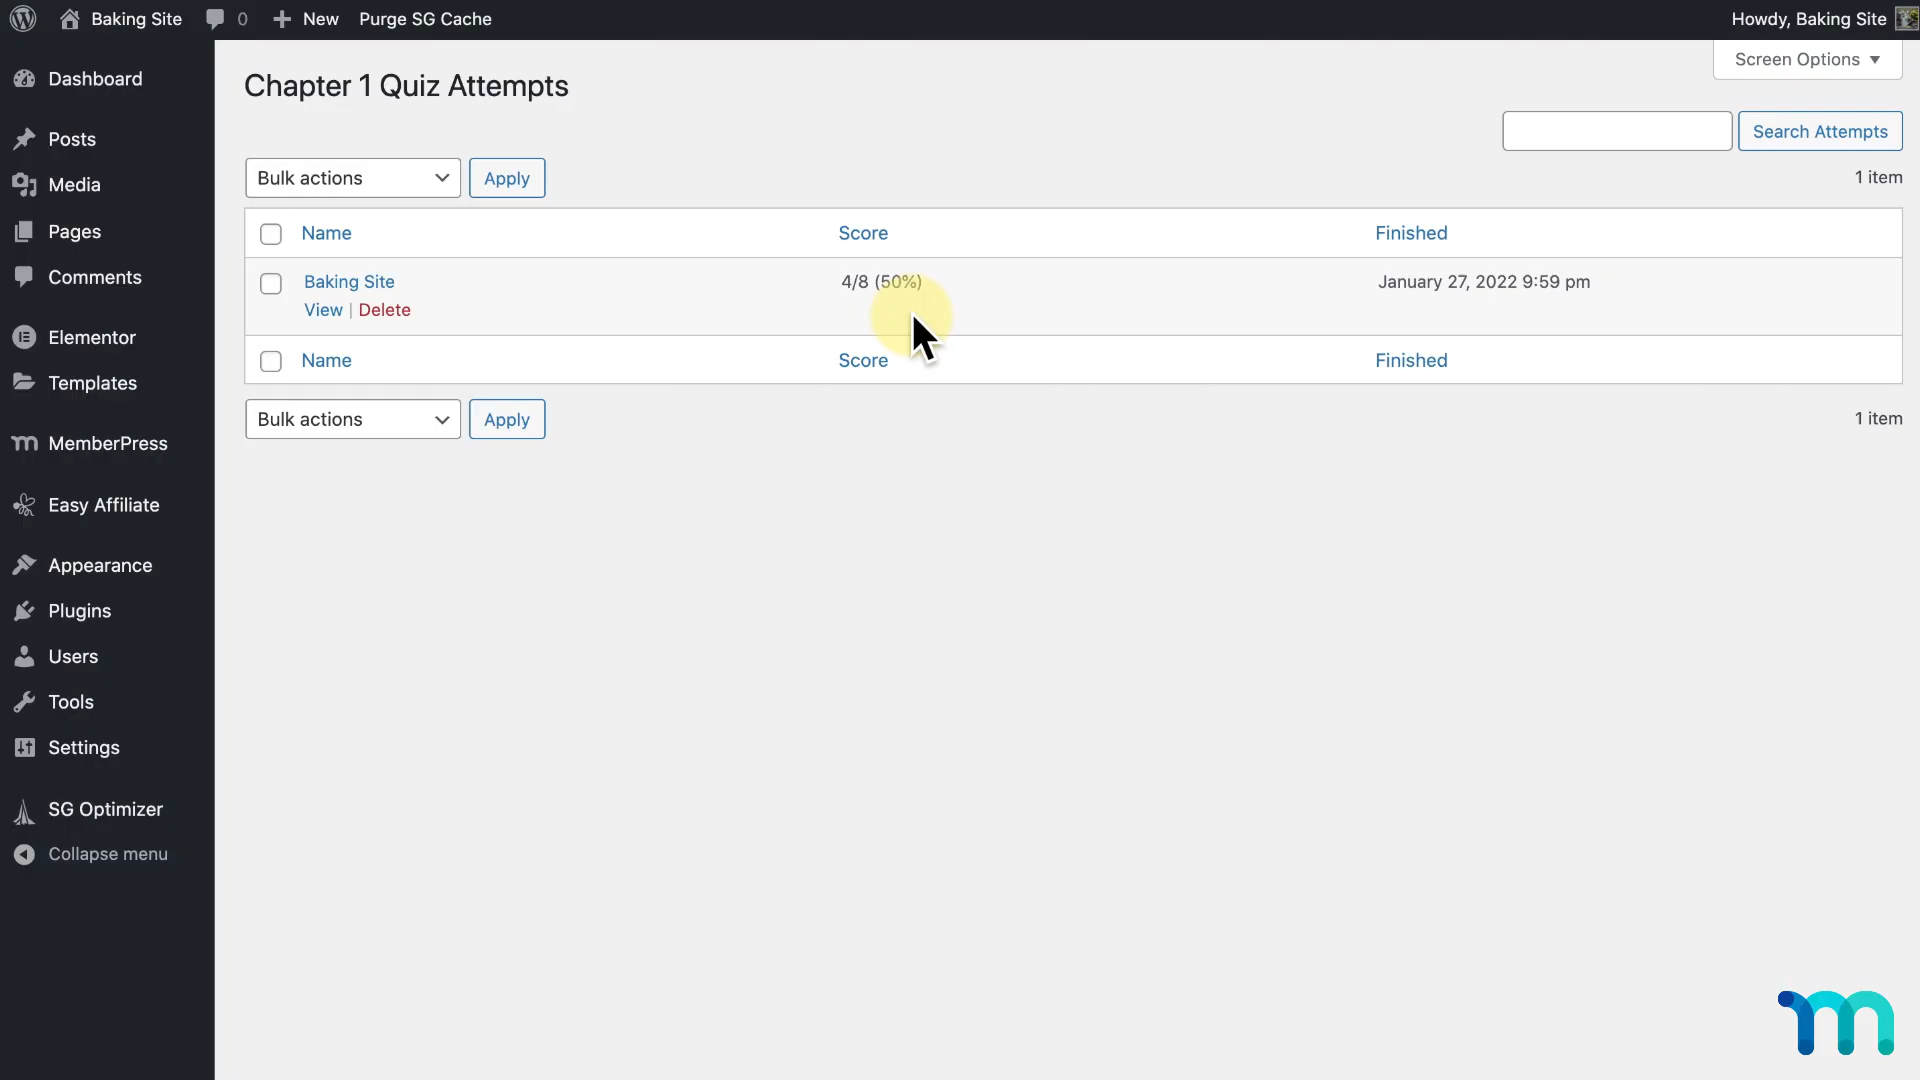 Baking Site 0 New Purge SG Cache Howdy, Baking Site
Screen Options
Dashboard
Posts
Media
Pages
Comments
Elementor
Templates
MemberPress
Easy Affiliate
Appearance
Plugins
Users
Tools
Settings
SG Optimizer
Collapse menu
Chapter 1 Quiz Attempts
Search Attempts
Bulk actions Apply 1 item
Name Score Finished
Baking Site 4/8 (50%) January 27, 2022 9:59 pm
View | Delete
Name Score Finished
Bulk actions Apply 1 item